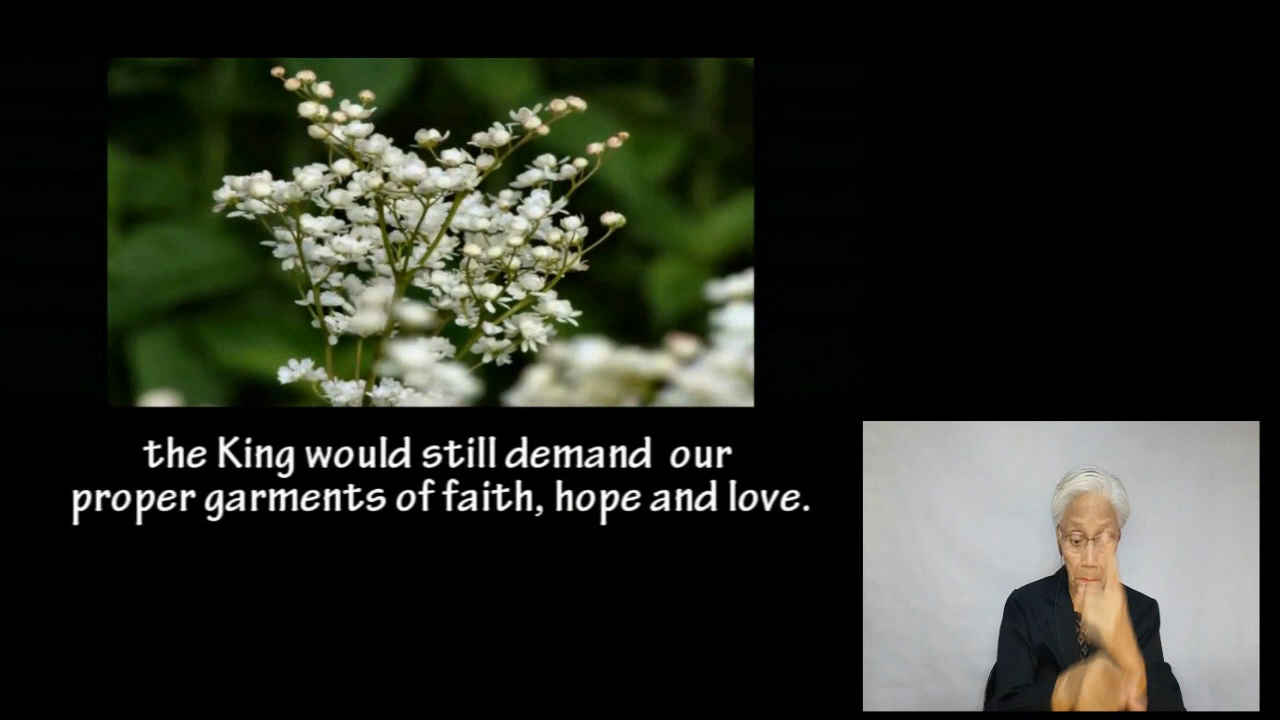 the King would still demand our
proper garments of faith, hope and love.